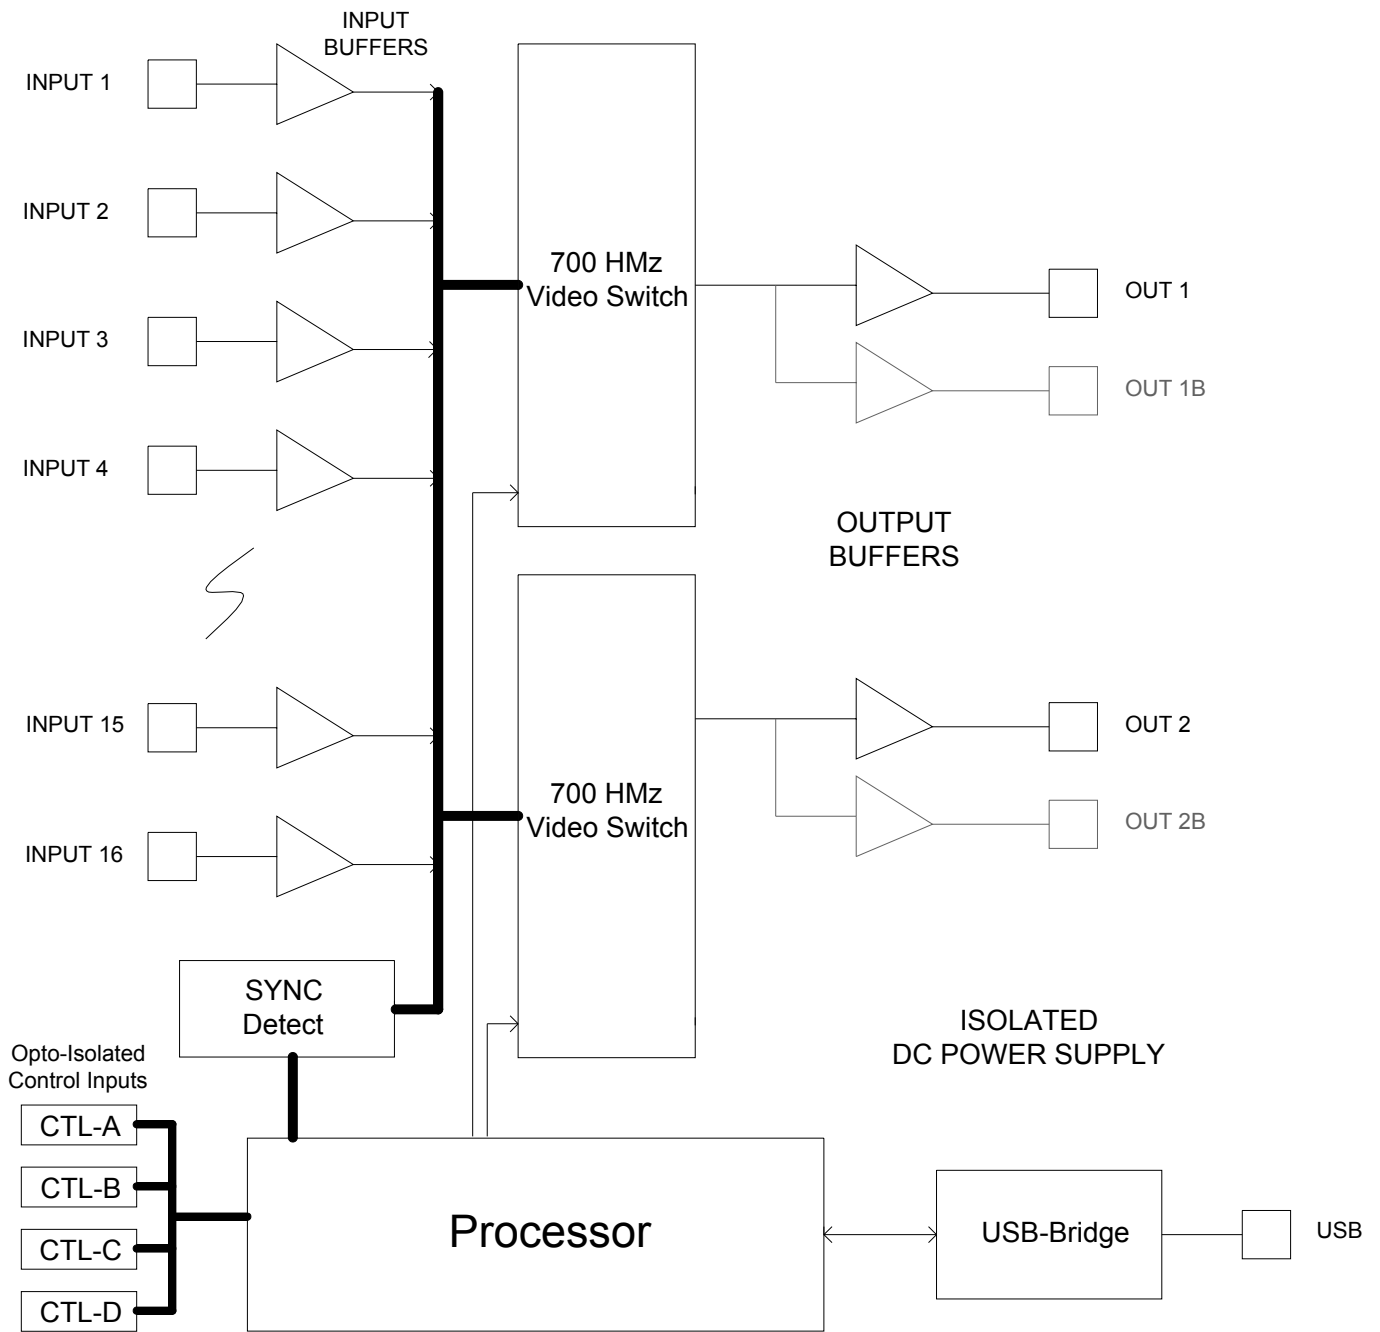 INPUT
BUFFERS
INPUT 1
INPUT 2
INPUT 3
INPUT 4
INPUT 15
INPUT 16
700 HMz
Video Switch
OUT 1
OUT 1B
OUTPUT
BUFFERS
700 HMz
Video Switch
OUT 2
OUT 2B
SYNC
Detect
ISOLATED
DC POWER SUPPLY
Opto-Isolated
Control Inputs
CTL-A
CTL-B
CTL-C
CTL-D
Processor
USB-Bridge
USB